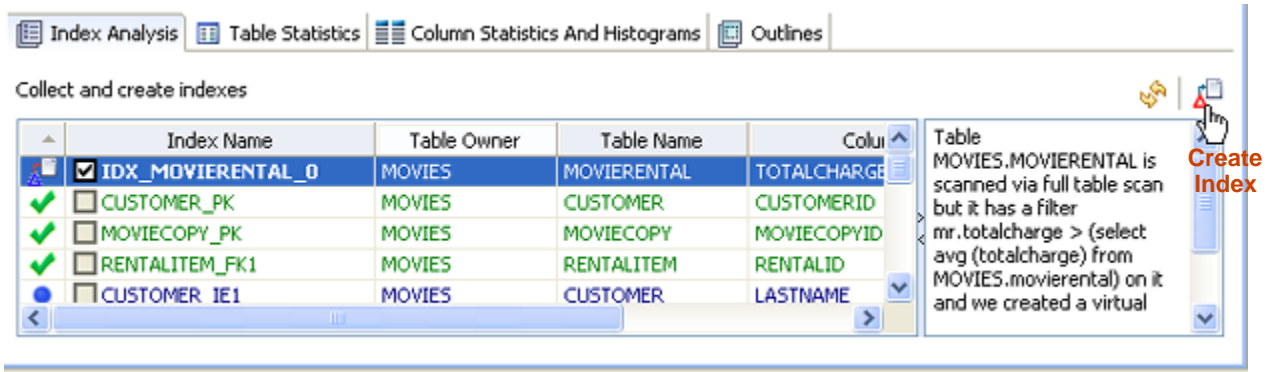 Index Analysis Table Statistics Column Statistics And Histograms Outlines
Collect and create indexes
Index Name Table Owner Table Name Colu
IDX_MOVIERENTAL_0 MOVIES MOVIERENTAL TOTALCHARGE
CUSTOMER_PK MOVIES CUSTOMER CUSTOMERID
MOVIECOPY_PK MOVIES MOVIECOPY MOVIECOPYID
RENTALITEM_FK1 MOVIES RENTALITEM RENTALID
CUSTOMER_IE1 MOVIES CUSTOMER LASTNAME
Table
MOVIES.MOVIERENTAL is
scanned via full table scan
but it has a filter
mr.totalcharge > (select
avg (totalcharge) from
MOVIES.movierental) on it
and we created a virtual
Create
Index